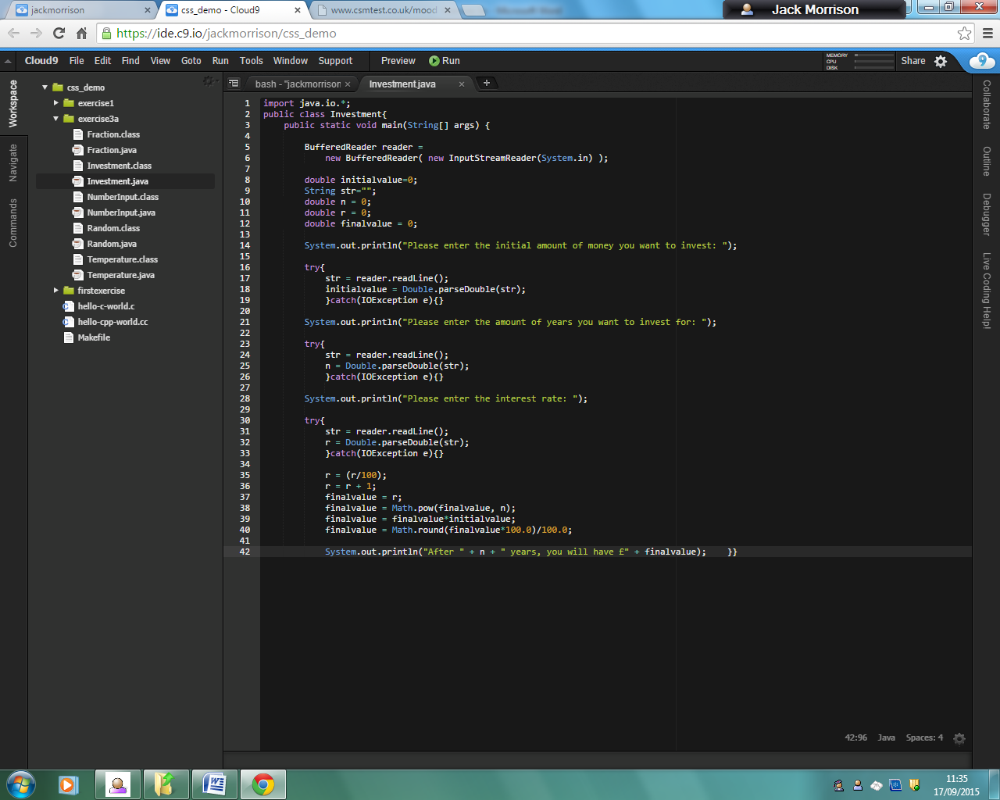 jackmorrison
css_demo - Cloud9
www.csmtest.co.uk/mood
Microsoft Word
Jack Morrison
https://ide.c9.io/jackmorrison/css_demo
Cloud9 File Edit Find View Goto Run Tools Window Support Preview Run
MEMORY
CPU
DISK
Share
9
Workspace
Navigate
Commands
css_demo
exercise1
exercise3a
Fraction.class
Fraction.java
Investment.class
Investment.java
NumberInput.class
NumberInput.java
Random.class
Random.java
Temperature.class
Temperature.java
firstexercise
hello-c-world.c
hello-cpp-world.cc
Makefile
bash - "jackmorrison
Investment.java
1 import java.io.*;
2 public class Investment{
3 public static void main(String[] args) {
4
5 BufferedReader reader =
6 new BufferedReader( new InputStreamReader(System.in) );
7
8 double initialvalue=0;
9 String str="";
10 double n = 0;
11 double r = 0;
12 double finalvalue = 0;
13
14 System.out.println("Please enter the initial amount of money you want to invest: ");
15
16 try{
17 str = reader.readLine();
18 initialvalue = Double.parseDouble(str);
19 }catch(IOException e){}
20
21 System.out.println("Please enter the amount of years you want to invest for: ");
22
23 try{
24 str = reader.readLine();
25 n = Double.parseDouble(str);
26 }catch(IOException e){}
27
28 System.out.println("Please enter the interest rate: ");
29
30 try{
31 str = reader.readLine();
32 r = Double.parseDouble(str);
33 }catch(IOException e){}
34
35 r = (r/100);
36 r = r + 1;
37 finalvalue = r;
38 finalvalue = Math.pow(finalvalue, n);
39 finalvalue = finalvalue*initialvalue;
40 finalvalue = Math.round(finalvalue*100.0)/100.0;
41
42 System.out.println("After " + n + " years, you will have £" + finalvalue); }}
42:96 Java Spaces: 4
Collaborate
Outline
Debugger
Live Coding Help!
11:35
17/09/2015